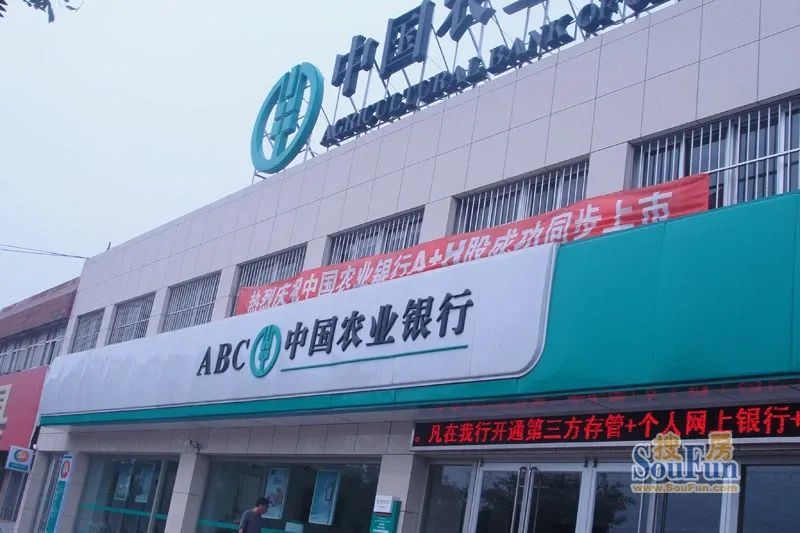 中国农
AGRICULTURAL BANK OF
热烈庆祝中国农业银行A+H股成功同步上市
ABC 中国农业银行
。凡在我行开通第三方存管+个人网上银行+
搜房
SouFun
www.SouFun.com